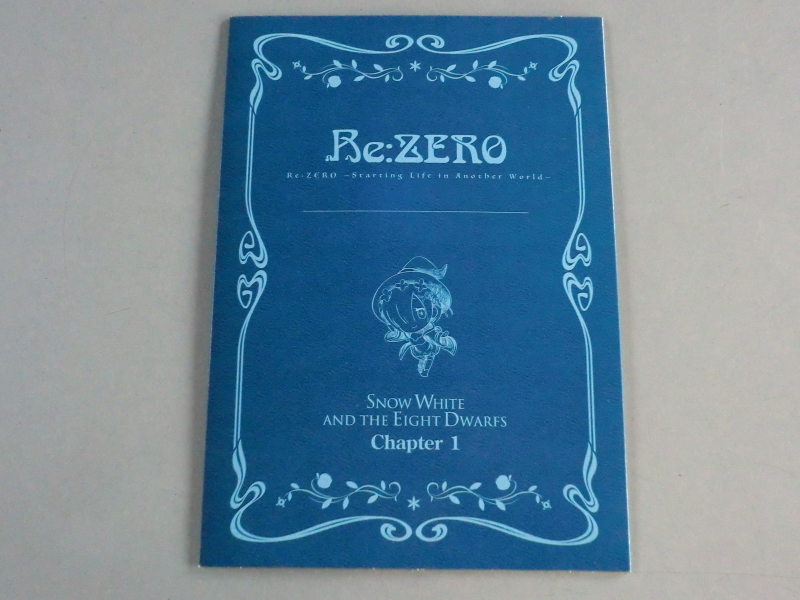 Re:ZERO
Re:ZERO -Starting Life in Another World-
SNOW WHITE
AND THE EIGHT DWARFS
Chapter 1